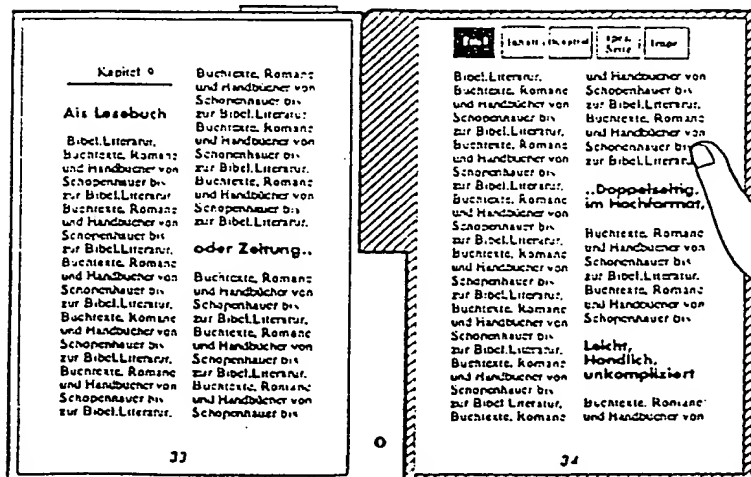 Kapitel 9
Als Lesebuch
Bibel.Literatur,
Buchtexte, Romane
und Handbücher von
Schopenhauer bis
zur Bibel.Literatur
Buchtexte, Romane
und Handbücher von
Schopenhauer bis
zur Bibel.Literatur,
Buchtexte, Romane
und Handbücher von
Schopenhauer bis
zur Bibel.Literatur,
Buchtexte, Romane
und Handbücher von
Schopenhauer bis
zur Bibel.Literatur,
Buchtexte, Romane
und Handbücher von
Schopenhauer bis
zur Bibel.Literatur,
Buchtexte, Romane
und Handbücher von
Schopenhauer bis
zur Bibel.Literatur
Buchtexte, Romane
und Handbücher von
Schopenhauer bis
zur Bibel.Literatur,
Buchtexte, Romane
und Handbücher von
Schopenhauer bis
oder Zeitung..
Buchtexte, Romane
und Handbücher von
Schopenhauer bis
zur Bibel.Literatur,
Buchtexte, Romane
und Handbücher von
Schopenhauer bis
zur Bibel.Literatur,
Buchtexte, Romane
und Handbücher von
Schopenhauer bis
33
Inhalt
Seite
Bibel.Literatur,
Buchtexte, Romane
und Handbücher von
Schopenhauer bis
zur Bibel.Literatur,
Buchtexte, Romane
und Handbücher von
Schopenhauer bis
zur Bibel.Literatur,
Buchtexte, Romane
und Handbücher von
Schopenhauer bis
zur Bibel.Literatur,
Buchtexte, Romane
und Handbücher von
Schopenhauer bis
zur Bibel.Literatur,
Buchtexte, Romane
und Handbücher von
Schopenhauer bis
zur Bibel.Literatur,
Buchtexte, Romane
und Handbücher von
Schopenhauer bis
zur Bibel.Literatur,
Buchtexte, Romane
und Handbücher von
Schopenhauer bis
zur Bibel.Literatur,
Buchtexte, Romane
und Handbücher von
Schopenhauer bis
zur Bibel.Literatur
..Doppelseitig,
im Hochformat,
Buchtexte, Romane
und Handbücher von
Schopenhauer bis
zur Bibel.Literatur,
Buchtexte, Romane
und Handbücher von
Schopenhauer bis
Leicht,
Handlich,
unkompliziert
Buchtexte, Romane
und Handbücher von
34